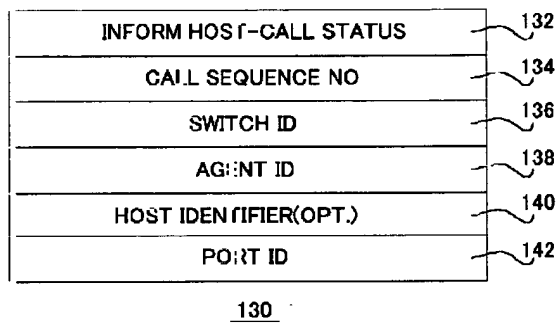 INFORM HOST-CALL STATUS 132
CALL SEQUENCE NO 134
SWITCH ID 136
AGENT ID 138
HOST IDENTIFIER(OPT.) 140
PORT ID 142
130